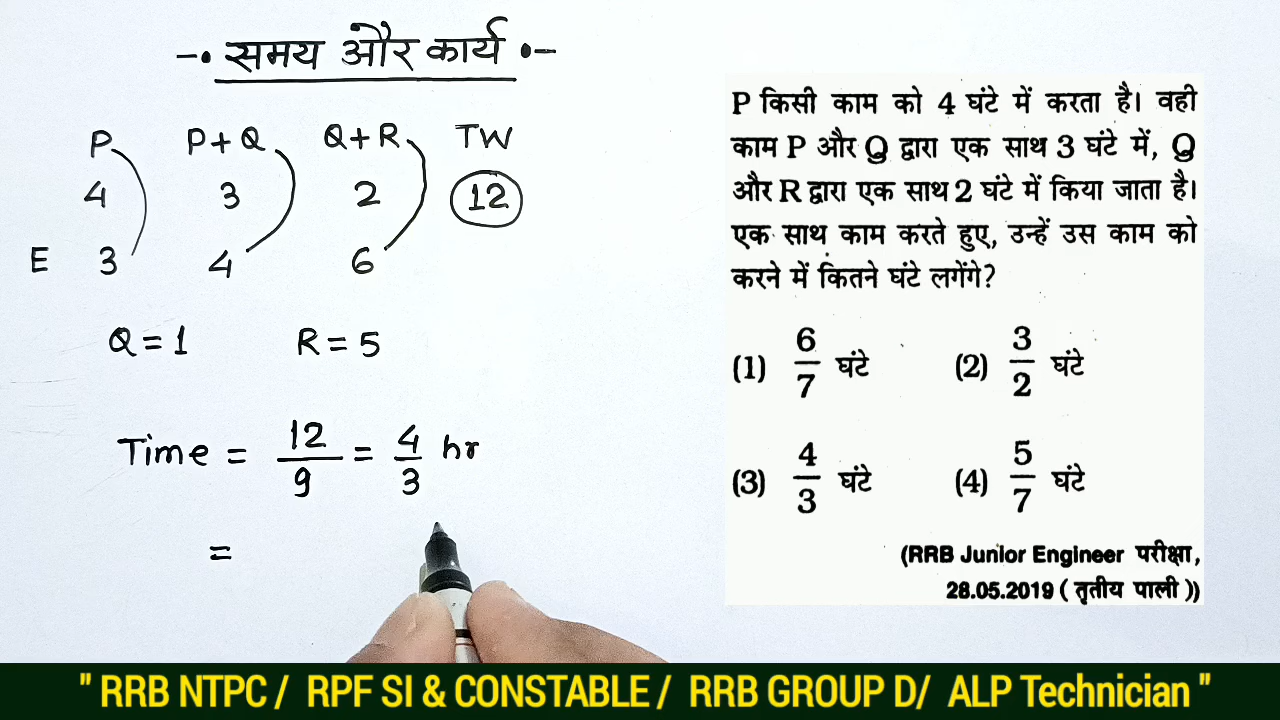 -• समय और कार्य •-
P P+Q Q+R TW
4 3 2 12
E 3 4 6
Q = 1 R = 5
Time = 12/9 = 4/3 hr
=
P किसी काम को 4 घंटे में करता है। वही
काम P और Q द्वारा एक साथ 3 घंटे में, Q
और R द्वारा एक साथ 2 घंटे में किया जाता है।
एक साथ काम करते हुए, उन्हें उस काम को
करने में कितने घंटे लगेंगे?
(1) 6/7 घंटे (2) 3/2 घंटे
(3) 4/3 घंटे (4) 5/7 घंटे
(RRB Junior Engineer परीक्षा,
28.05.2019 ( तृतीय पाली ))
" RRB NTPC / RPF SI & CONSTABLE / RRB GROUP D/ ALP Technician "